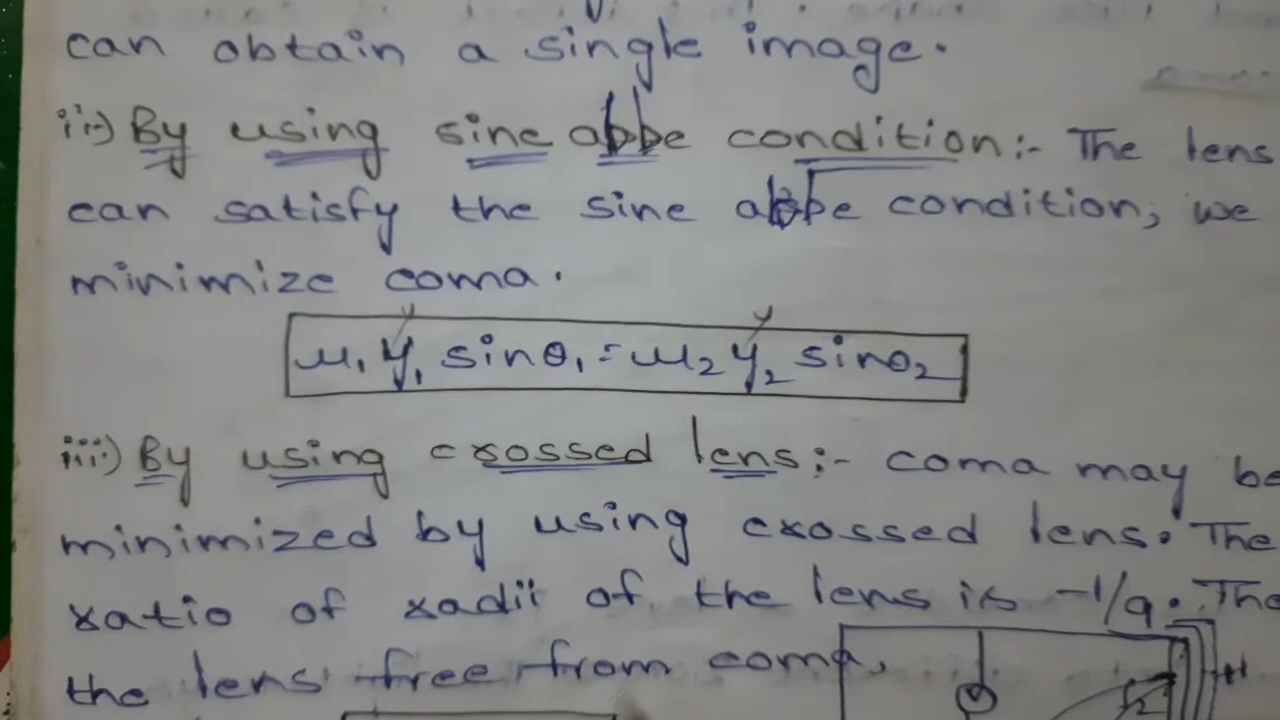 can obtain a single image.
ii:-) By using sine abbe condition:- The lens
can satisfy the sine abbe condition, we
minimize coma.
μ₁ y₁ sinθ₁ = μ₂ y₂ sinθ₂
iii:) By using crossed lens:- coma may be
minimized by using crossed lens. The
ratio of radii of the lens is -1/9. The
the lens free from coma.